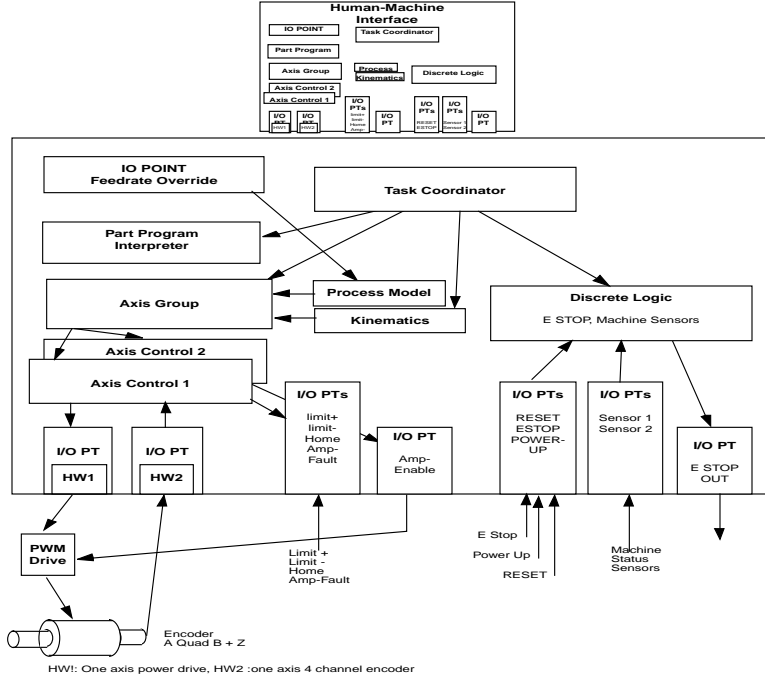 Human-Machine
Interface
IO POINT
Task Coordinator
Part Program
Axis Group
Process
Kinematics
Discrete Logic
Axis Control 2
Axis Control 1
I/O
PT
HW1
I/O
PT
HW2
I/O
PTs
limit+
limit-
Home
Amp-
I/O
PT
I/O
PTs
RESET
ESTOP
I/O
PTs
Sensor 1
Sensor 2
I/O
PT
IO POINT
Feedrate Override
Task Coordinator
Part Program
Interpreter
Axis Group
Process Model
Kinematics
Discrete Logic
E STOP, Machine Sensors
Axis Control 2
Axis Control 1
I/O PT
HW1
I/O PT
HW2
I/O PTs
limit+
limit-
Home
Amp-
Fault
I/O PT
Amp-
Enable
I/O PTs
RESET
ESTOP
POWER-
UP
I/O PTs
Sensor 1
Sensor 2
I/O PT
E STOP
OUT
PWM
Drive
Limit +
Limit -
Home
Amp-Fault
E Stop
Power Up
RESET
Machine
Status
Sensors
Encoder
A Quad B + Z
HW!: One axis power drive, HW2 :one axis 4 channel encoder